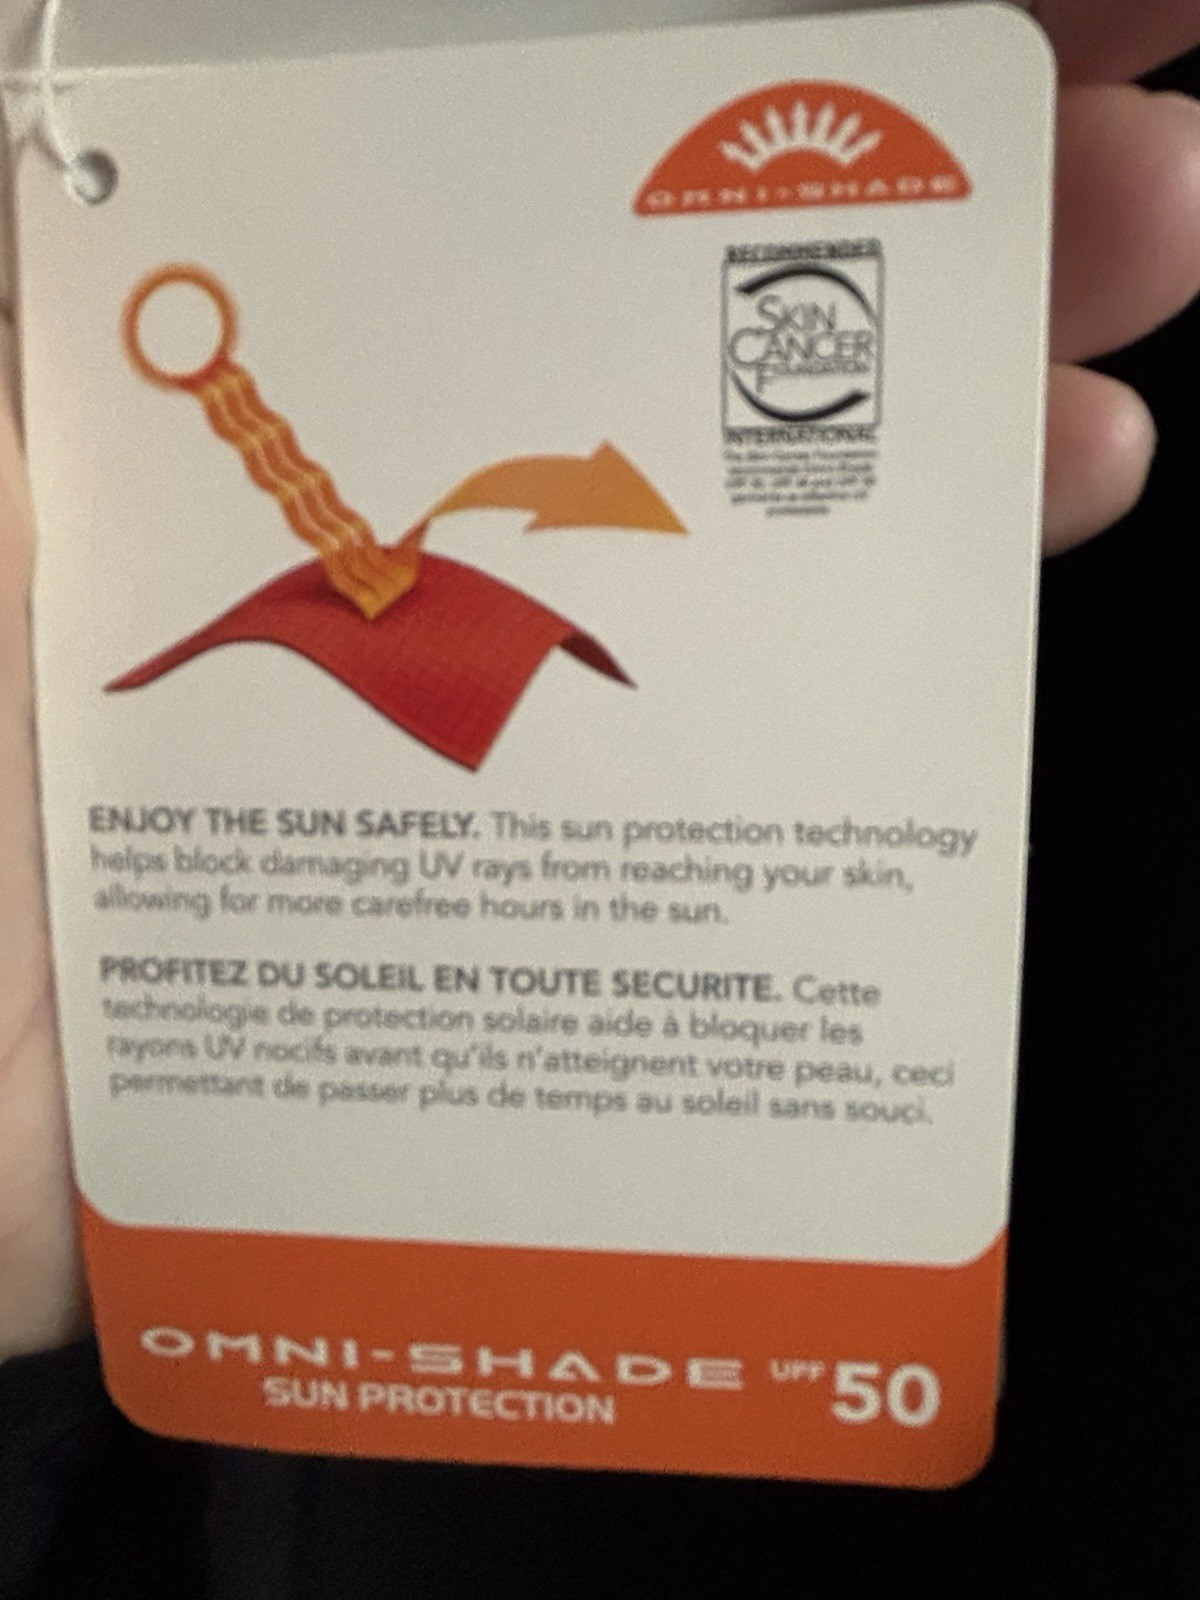 OMNI-SHADE
RECOMMENDED
SKIN
CANCER
FOUNDATION
INTERNATIONAL
ENJOY THE SUN SAFELY. This sun protection technology
helps block damaging UV rays from reaching your skin,
allowing for more carefree hours in the sun.
PROFITEZ DU SOLEIL EN TOUTE SECURITE. Cette
technologie de protection solaire aide à bloquer les
rayons UV nocifs avant qu'ils n'atteignent votre peau, ceci
permettant de passer plus de temps au soleil sans souci.
OMNI-SHADE UPF 50
SUN PROTECTION